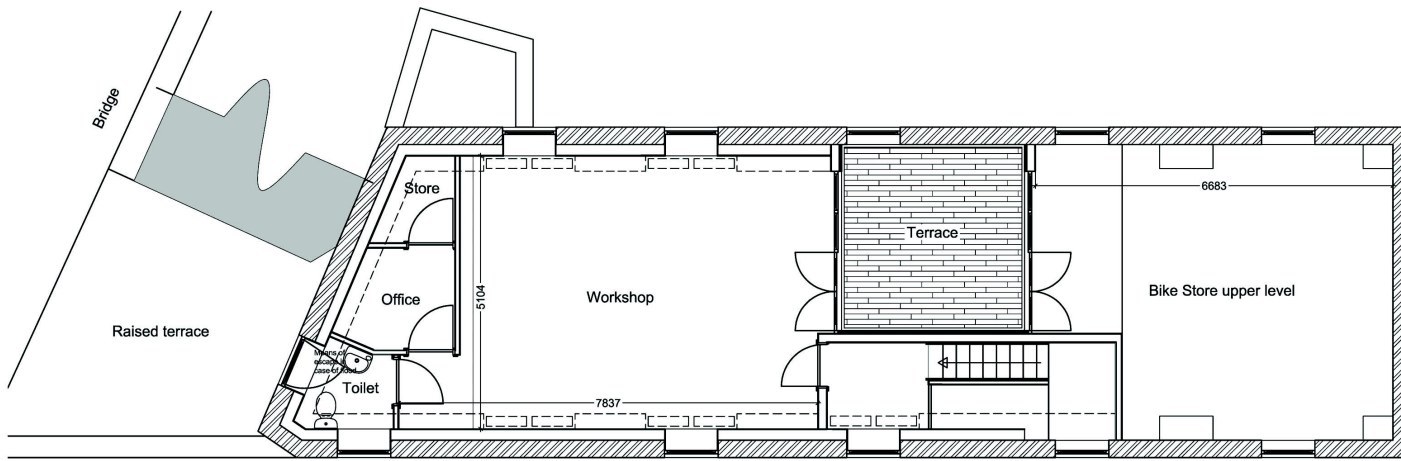 Bridge
Store
6683
Terrace
5104
Office
Workshop
Bike Store upper level
Raised terrace
Means of
escape in
case of flood
Toilet
7837